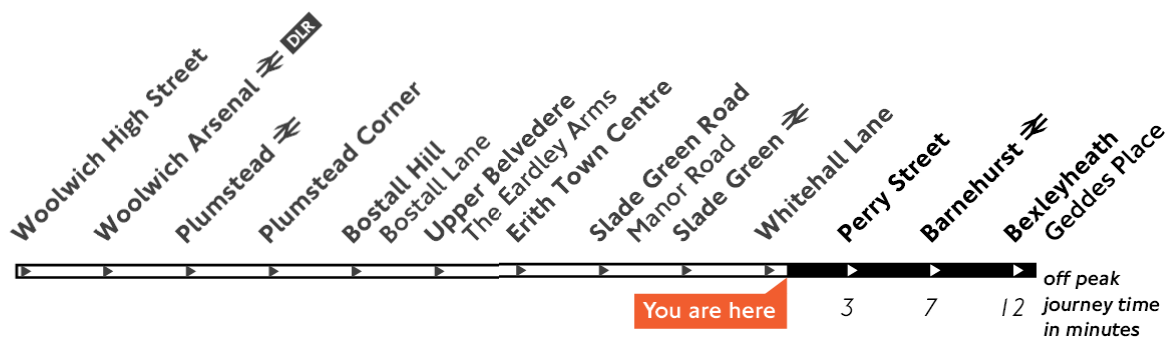 Woolwich High Street
Woolwich Arsenal DLR
Plumstead
Plumstead Corner
Bostall Hill
Bostall Lane
Upper Belvedere
The Eardley Arms
Erith Town Centre
Slade Green Road
Manor Road
Slade Green
Whitehall Lane
Perry Street
Barnehurst
Bexleyheath
Geddes Place
You are here
3
7
12
off peak
journey time
in minutes